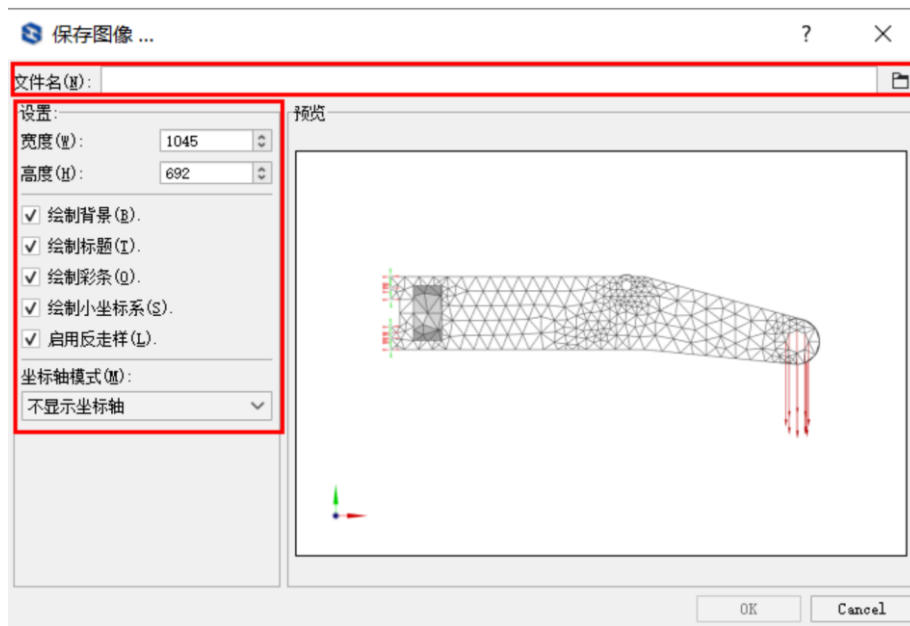 保存图像 ...
文件名(N):
设置:
宽度(W): 1045
高度(H): 692
绘制背景(B).
绘制标题(T).
绘制彩条(O).
绘制小坐标系(S).
启用反走样(L).
坐标轴模式(M):
不显示坐标轴
预览
OK Cancel